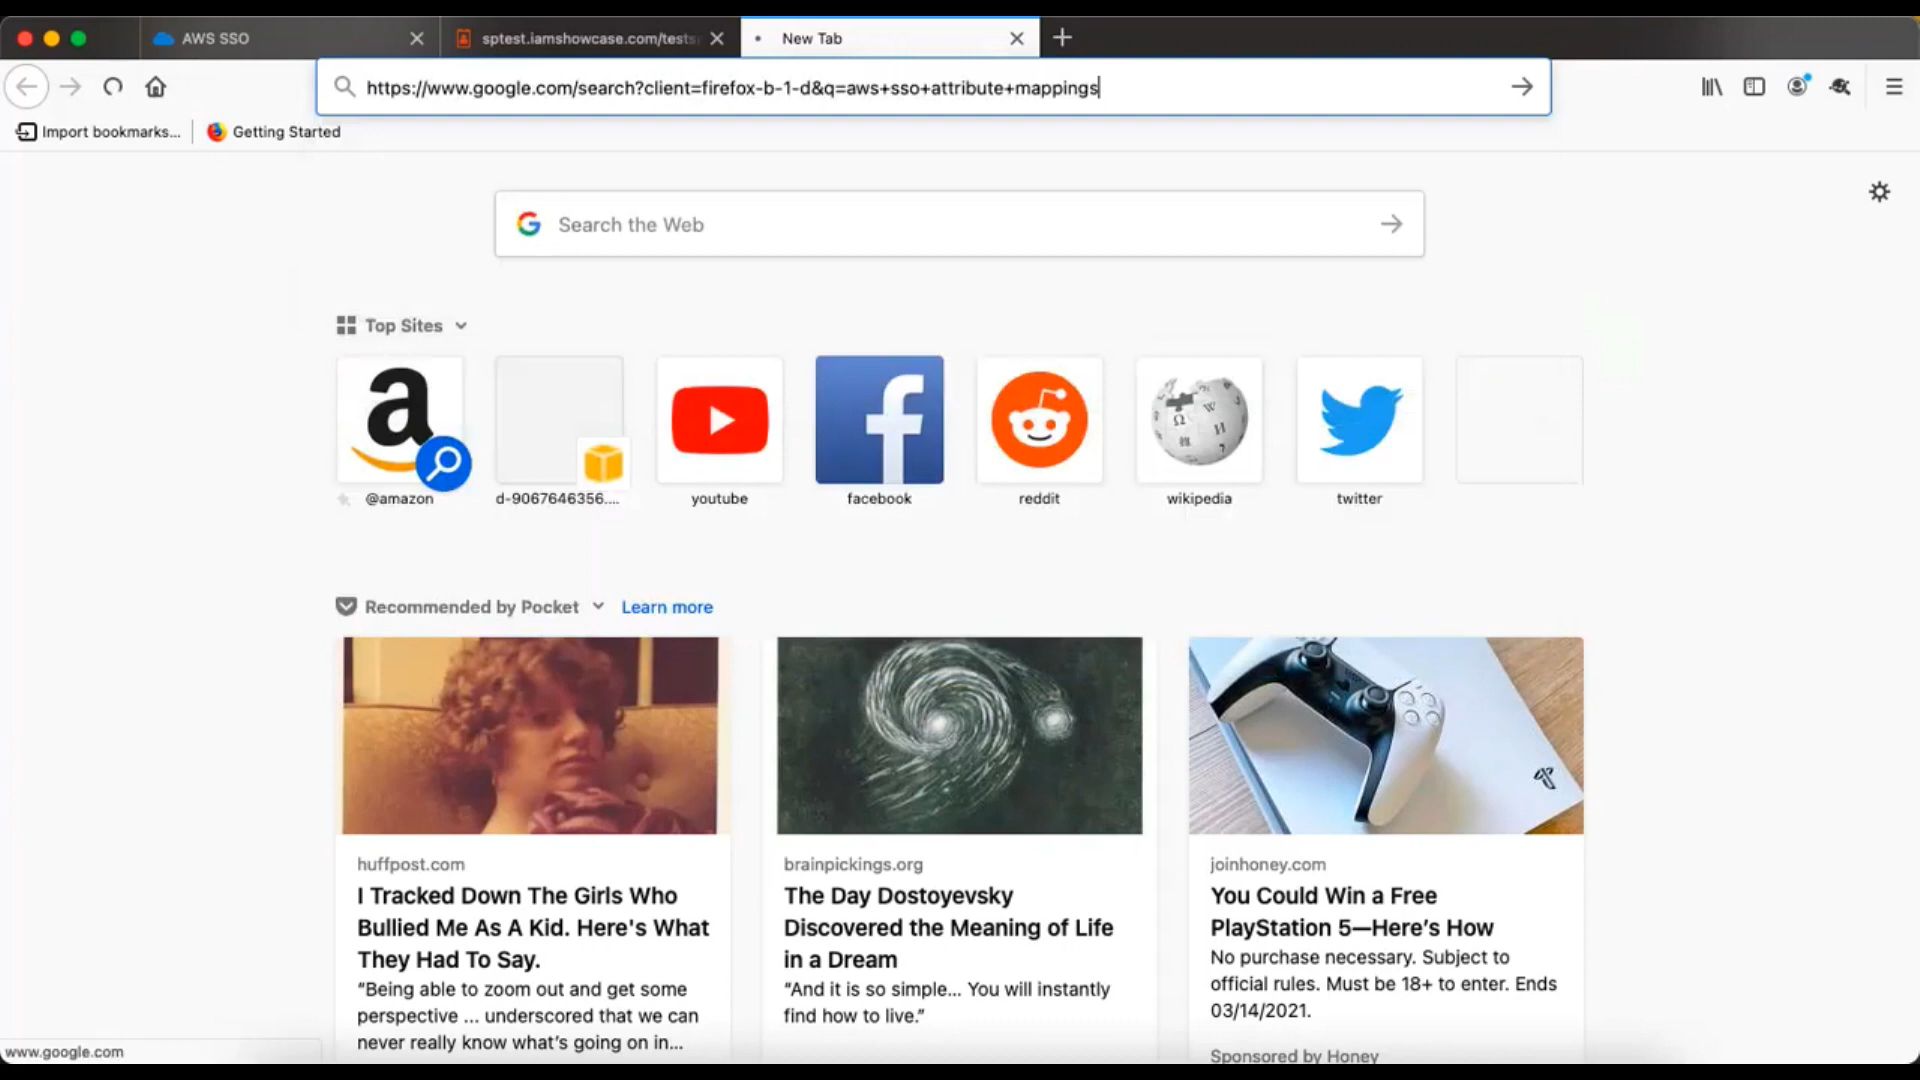 AWS SSO
sptest.iamshowcase.com/tests
New Tab
https://www.google.com/search?client=firefox-b-1-d&q=aws+sso+attribute+mappings
Import bookmarks...
Getting Started
Search the Web
Top Sites
@amazon
d-9067646356....
youtube
facebook
reddit
wikipedia
twitter
Recommended by Pocket
Learn more
huffpost.com
I Tracked Down The Girls Who
Bullied Me As A Kid. Here's What
They Had To Say.
“Being able to zoom out and get some
perspective ... underscored that we can
never really know what’s going on in...
brainpickings.org
The Day Dostoyevsky
Discovered the Meaning of Life
in a Dream
“And it is so simple... You will instantly
find how to live.”
joinhoney.com
You Could Win a Free
PlayStation 5—Here’s How
No purchase necessary. Subject to
official rules. Must be 18+ to enter. Ends
03/14/2021.
Sponsored by Honey
www.google.com